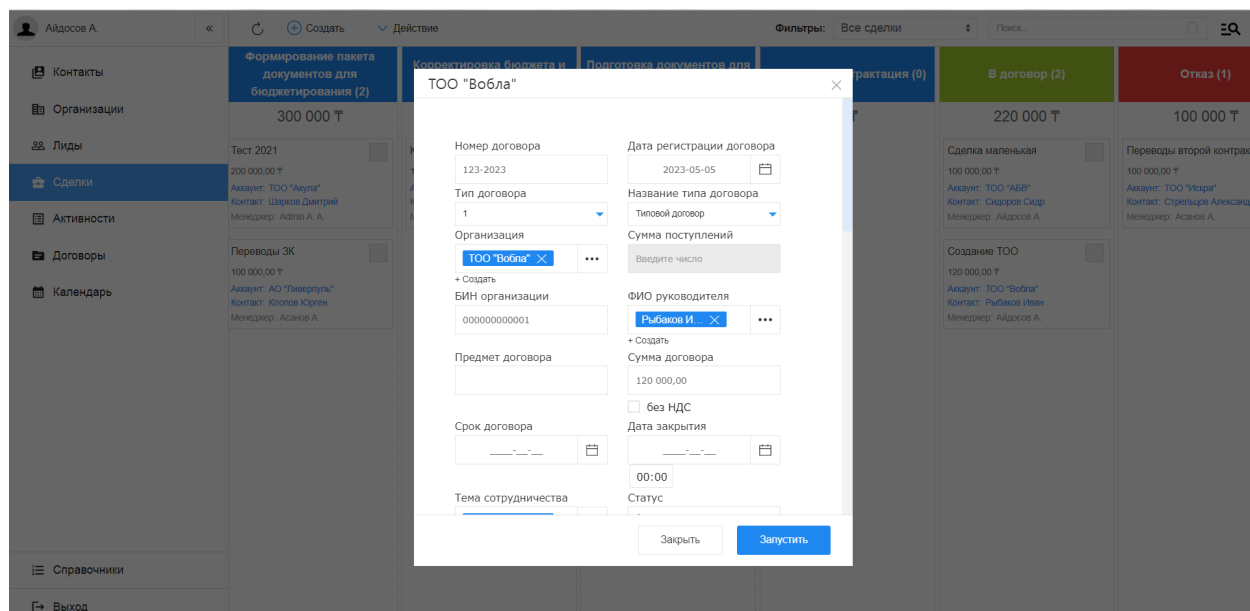 Айдосов А.
«
Создать
Действие
Фильтры:
Все сделки
Поиск...
Контакты
Организации
Лиды
Сделки
Активности
Договоры
Календарь
Справочники
Выход
Формирование пакета
документов для
бюджетирования (2)
300 000 ₸
Тест 2021
200 000,00 ₸
Аккаунт: ТОО "Акула"
Контакт: Шарков Дмитрий
Менеджер: Admin A. A.
Переводы ЗК
100 000,00 ₸
Аккаунт: АО "Ливерпуль"
Контакт: Клопов Юрген
Менеджер: Асанов А.
Корректировка бюджета и
Подготовка документов для
(0)
В договор (2)
220 000 ₸
Сделка маленькая
100 000,00 ₸
Аккаунт: ТОО "АБВ"
Контакт: Сидоров Сидр
Менеджер: Айдосов А.
Создание ТОО
120 000,00 ₸
Аккаунт: ТОО "Вобла"
Контакт: Рыбаков Иван
Менеджер: Айдосов А.
Отказ (1)
100 000 ₸
Переводы второй контрак
100 000,00 ₸
Аккаунт: ТОО "Искра"
Контакт: Стрельцов Александ
Менеджер: Асанов А.
ТОО "Вобла"
Номер договора
123-2023
Дата регистрации договора
2023-05-05
Тип договора
1
Название типа договора
Типовой договор
Организация
ТОО "Вобла"
+ Создать
Сумма поступлений
Введите число
БИН организации
000000000001
ФИО руководителя
Рыбаков И...
+ Создать
Предмет договора
Сумма договора
120 000,00
без НДС
Срок договора
____-__-__
Дата закрытия
____-__-__
00:00
Тема сотрудничества
Статус
Закрыть
Запустить